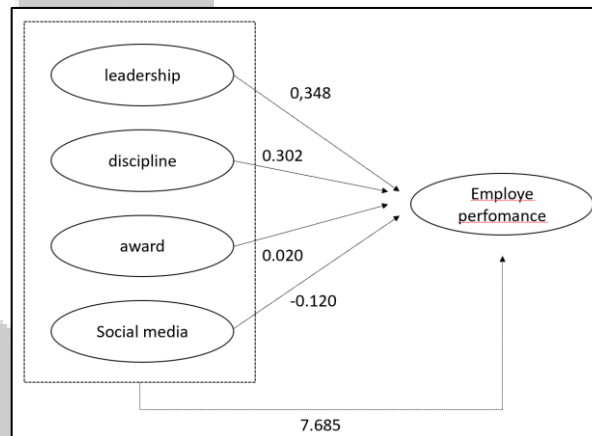 leadership
0,348
discipline
0.302
Employe
perfomance
award
0.020
-0.120
Social media
7.685